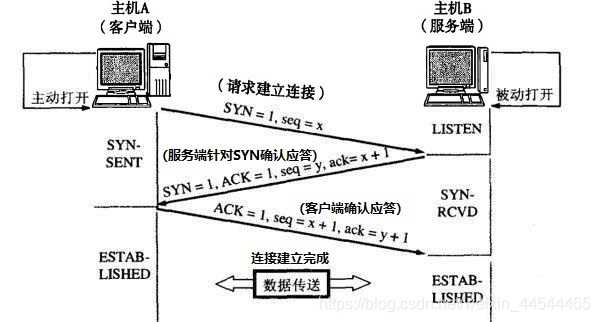 主机A
（客户端）
主机B
（服务端）
主动打开
被动打开
（请求建立连接）
SYN = 1, seq = x
LISTEN
SYN-
SENT
(服务端针对SYN确认应答)
SYN = 1, ACK = 1, seq = y, ack= x + 1
SYN-
RCVD
(客户端确认应答)
ACK = 1, seq = x + 1, ack = y + 1
ESTAB-
LISHED
连接建立完成
数据传送
ESTAB-
LISHED
https://blog.csdn.net/weixin_44544465